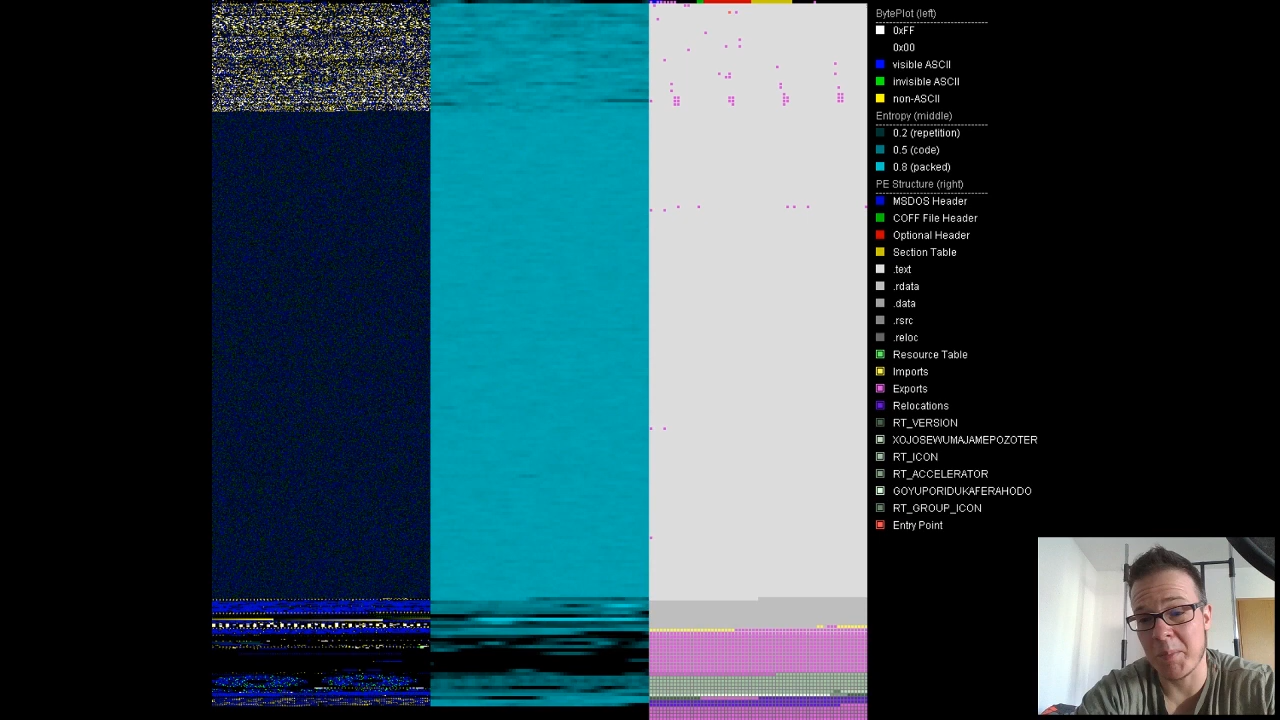 BytePlot (left)
0xFF
0x00
visible ASCII
invisible ASCII
non-ASCII
Entropy (middle)
0.2 (repetition)
0.5 (code)
0.8 (packed)
PE Structure (right)
MSDOS Header
COFF File Header
Optional Header
Section Table
.text
.rdata
.data
.rsrc
.reloc
Resource Table
Imports
Exports
Relocations
RT_VERSION
XOJOSEWUMAJAMEPOZOTER
RT_ICON
RT_ACCELERATOR
GOYUPORIDUKAFERAHODO
RT_GROUP_ICON
Entry Point